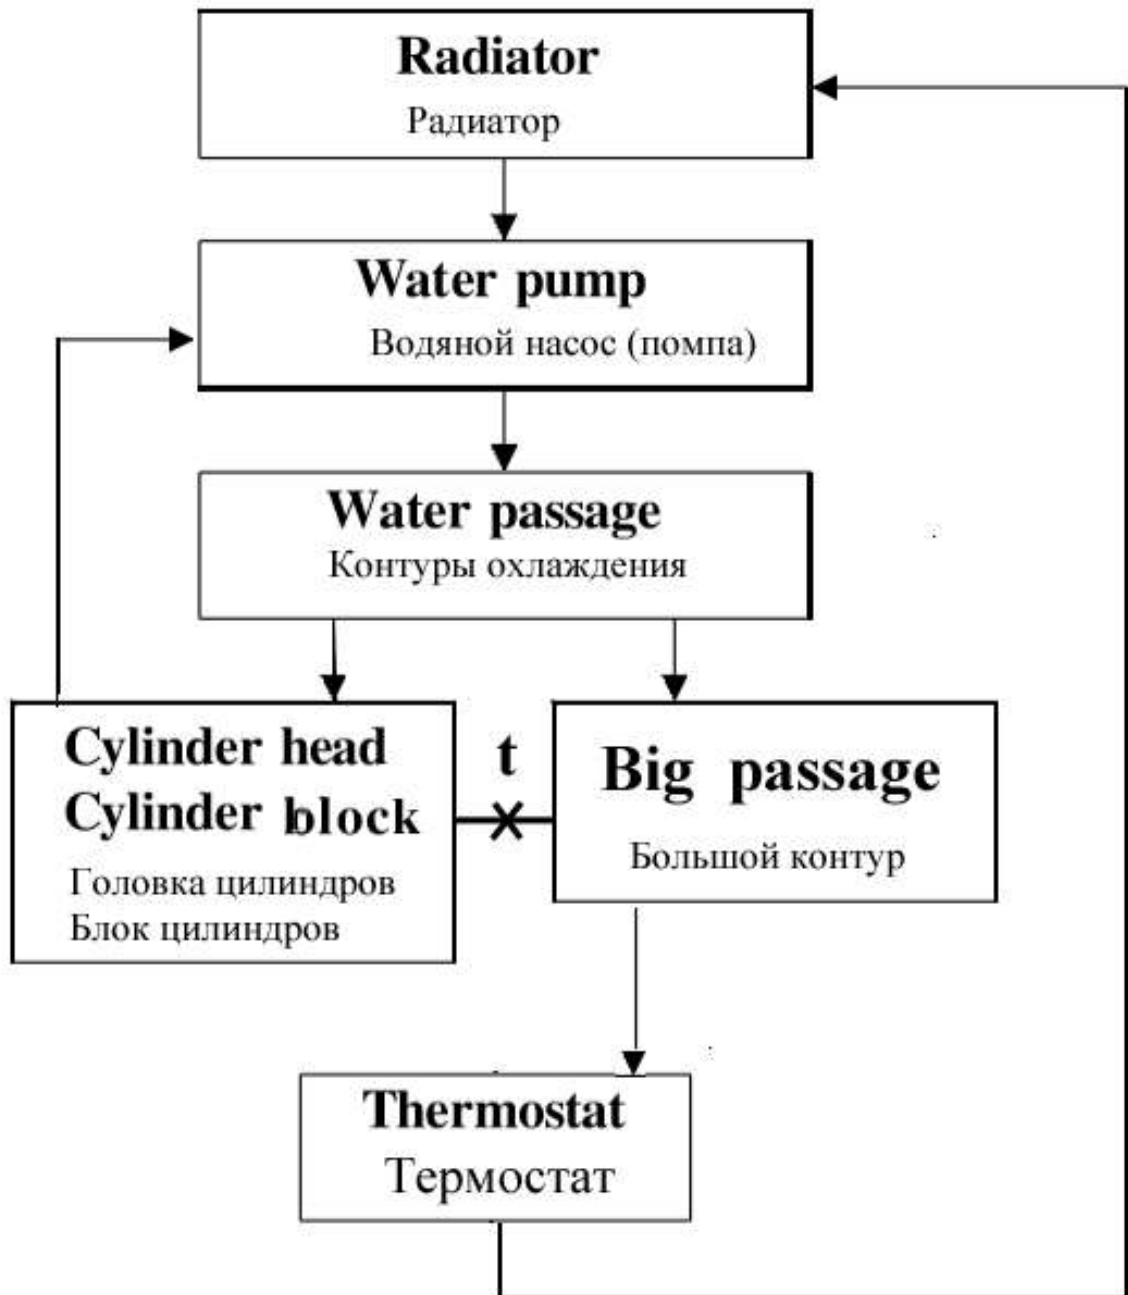 Radiator
Радиатор
Water pump
Водяной насос (помпа)
Water passage
Контуры охлаждения
Cylinder head
Cylinder block
Головка цилиндров
Блок цилиндров
t
Big passage
Большой контур
Thermostat
Термостат